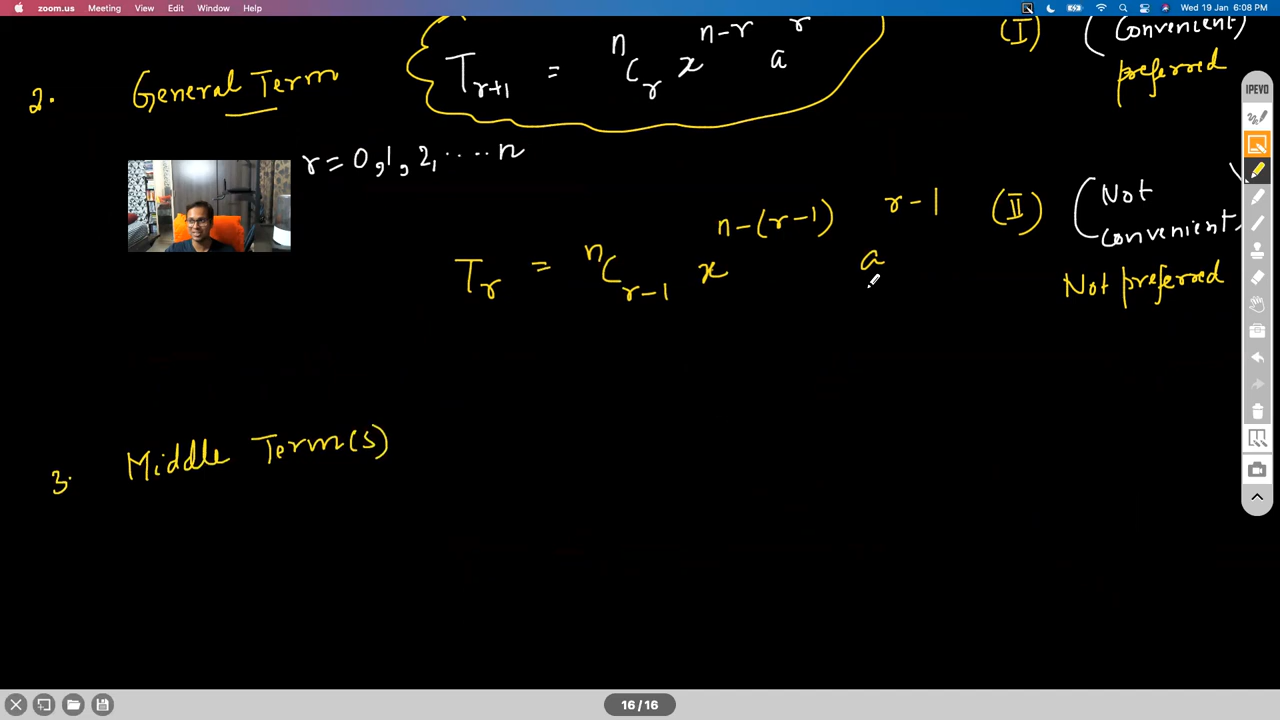 zoom.us Meeting View Edit Window Help Wed 19 Jan 6:08 PM
(I) (Convenient)
preferred
2. General Term T_{r+1} = ^nC_r x^{n-r} a^r
r = 0, 1, 2, ..... n
T_r = ^nC_{r-1} x^{n-(r-1)} a^{r-1} (II) (Not
convenient,
Not preferred
3. Middle Term(s)
IPEVO
16/16